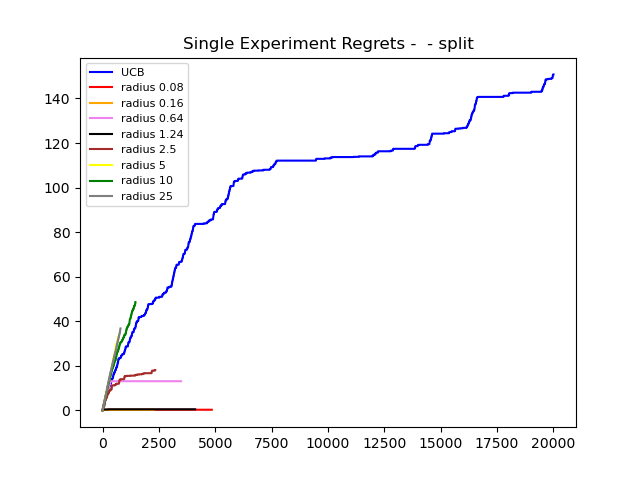 Single Experiment Regrets -  - split
UCB
radius 0.08
radius 0.16
radius 0.64
radius 1.24
radius 2.5
radius 5
radius 10
radius 25
140
120
100
80
60
40
20
0
0 2500 5000 7500 10000 12500 15000 17500 20000